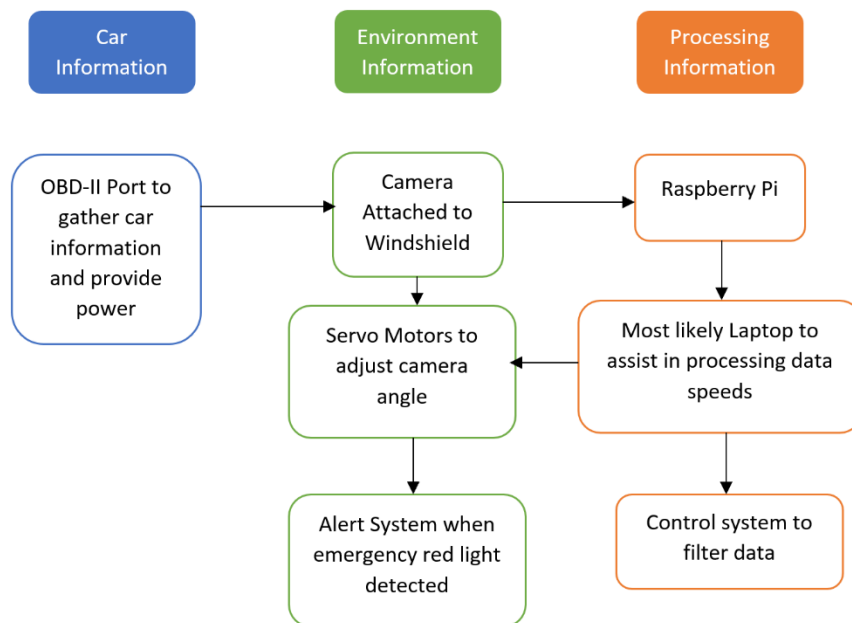 Car
Information
Environment
Information
Processing
Information
OBD-II Port to
gather car
information
and provide
power
Camera
Attached to
Windshield
Raspberry Pi
Servo Motors to
adjust camera
angle
Most likely Laptop to
assist in processing data
speeds
Alert System when
emergency red light
detected
Control system to
filter data